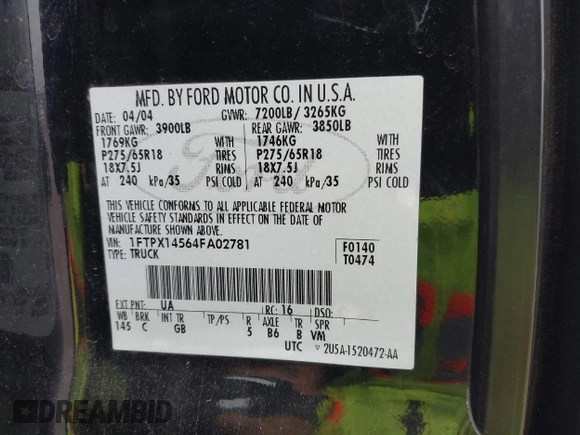 MFD. BY FORD MOTOR CO. IN U.S.A.
DATE: 04/04 GVWR: 7200LB/ 3265KG
FRONT GAWR: 3900LB REAR GAWR: 3850LB
1769KG WITH 1746KG WITH
P275/65R18 TIRES P275/65R18 TIRES
18X7.5J RIMS 18X7.5J RIMS
AT 240 kPa/35 PSI COLD AT 240 kPa/35 PSI COLD
Ford
THIS VEHICLE CONFORMS TO ALL APPLICABLE FEDERAL MOTOR
VEHICLE SAFETY STANDARDS IN EFFECT ON THE DATE OF
MANUFACTURE SHOWN ABOVE.
VIN: 1FTPX14564FA02781 F0140
TYPE: TRUCK T0474
EXT PNT: UA RC: 16 DSO:
WB BRK INT TR TP/PS R AXLE TR SPR
145 C GB 5 B6 B VM
UTC 2U5A-1520472-AA
DREAMBID